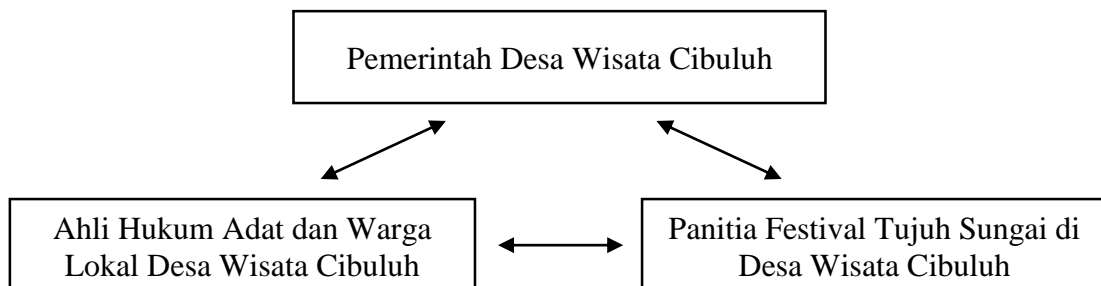 Pemerintah Desa Wisata Cibuluh
Ahli Hukum Adat dan Warga
Lokal Desa Wisata Cibuluh
Panitia Festival Tujuh Sungai di
Desa Wisata Cibuluh